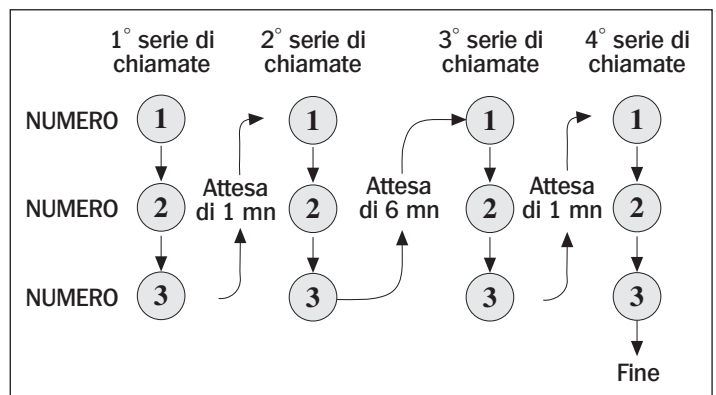 1° serie di chiamate
2° serie di chiamate
3° serie di chiamate
4° serie di chiamate
NUMERO 1 1 1 1
Attesa di 1 mn
Attesa di 6 mn
Attesa di 1 mn
NUMERO 2 2 2 2
NUMERO 3 3 3 3
Fine